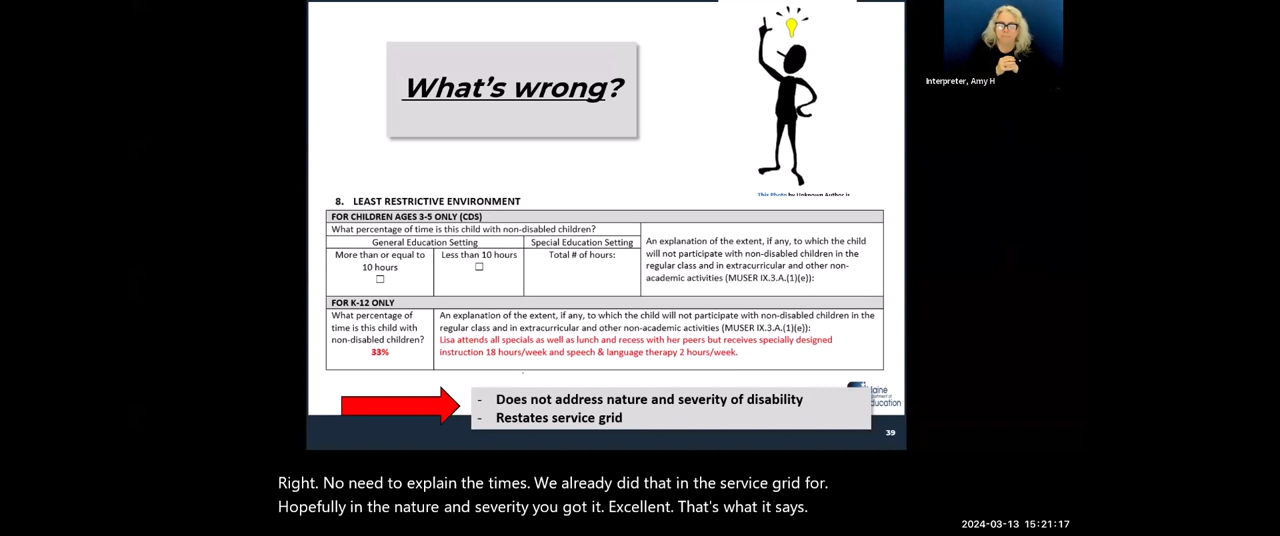 What's wrong?
Interpreter, Amy H
This Photo by Unknown Author is
8. LEAST RESTRICTIVE ENVIRONMENT
FOR CHILDREN AGES 3-5 ONLY (CDS)
What percentage of time is this child with non-disabled children?
General Education Setting
Special Education Setting
More than or equal to
10 hours
☐
Less than 10 hours
☐
Total # of hours:
An explanation of the extent, if any, to which the child
will not participate with non-disabled children in the
regular class and in extracurricular and other non-
academic activities (MUSER IX.3.A.(1)(e)):
FOR K-12 ONLY
What percentage of
time is this child with
non-disabled children?
33%
An explanation of the extent, if any, to which the child will not participate with non-disabled children in the
regular class and in extracurricular and other non-academic activities (MUSER IX.3.A.(1)(e)):
Lisa attends all specials as well as lunch and recess with her peers but receives specially designed
instruction 18 hours/week and speech & language therapy 2 hours/week.
- Does not address nature and severity of disability
- Restates service grid
39
Right. No need to explain the times. We already did that in the service grid for.
Hopefully in the nature and severity you got it. Excellent. That's what it says.
2024-03-13 15:21:17